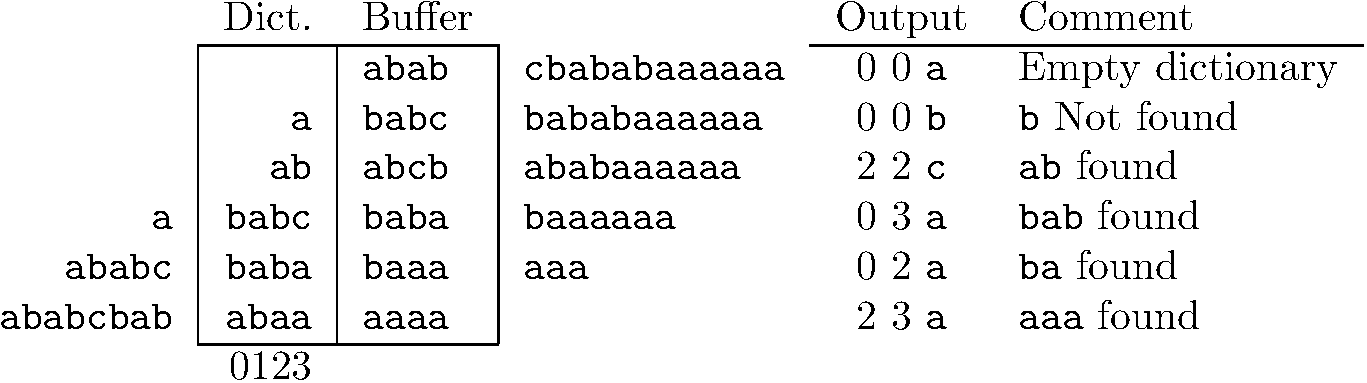 Dict. Buffer Output Comment
abab cbababaaaaaa 0 0 a Empty dictionary
a babc bababaaaaaa 0 0 b b Not found
ab abcb ababaaaaaa 2 2 c ab found
a babc baba baaaaaa 0 3 a bab found
ababc baba baaa aaa 0 2 a ba found
ababcbab abaa aaaa 2 3 a aaa found
0123